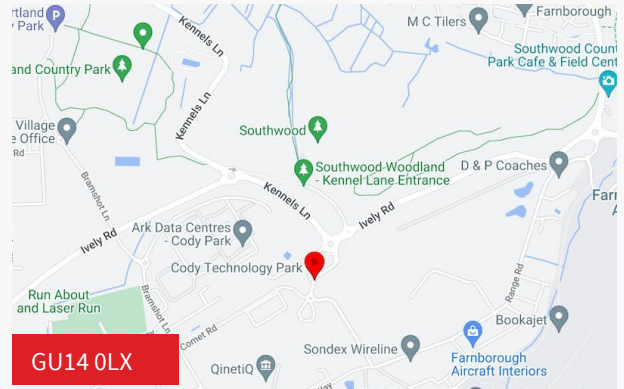 rtland
y Park
P
Kennels Ln
M C Tilers
Farnborough
Southwood Coun
Park Cafe & Field Cent
and Country Park
Kennels Ln
Village
e Office
Southwood
Southwood Woodland
- Kennel Lane Entrance
D & P Coaches
Bramshot Ln
Kennels Ln
Ively Rd
Farn
A
Ark Data Centres
- Cody Park
Ively Rd
Cody Technology Park
Range Rd
Run About
and Laser Run
Bramshot Ln
Comet Rd
Bookajet
Sondex Wireline
GU14 0LX
QinetiQ
Farnborough
Aircraft Interiors
Way